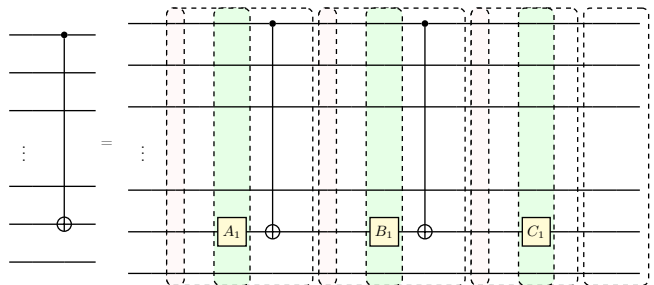 ⋮ = ⋮
A₁ B₁ C₁